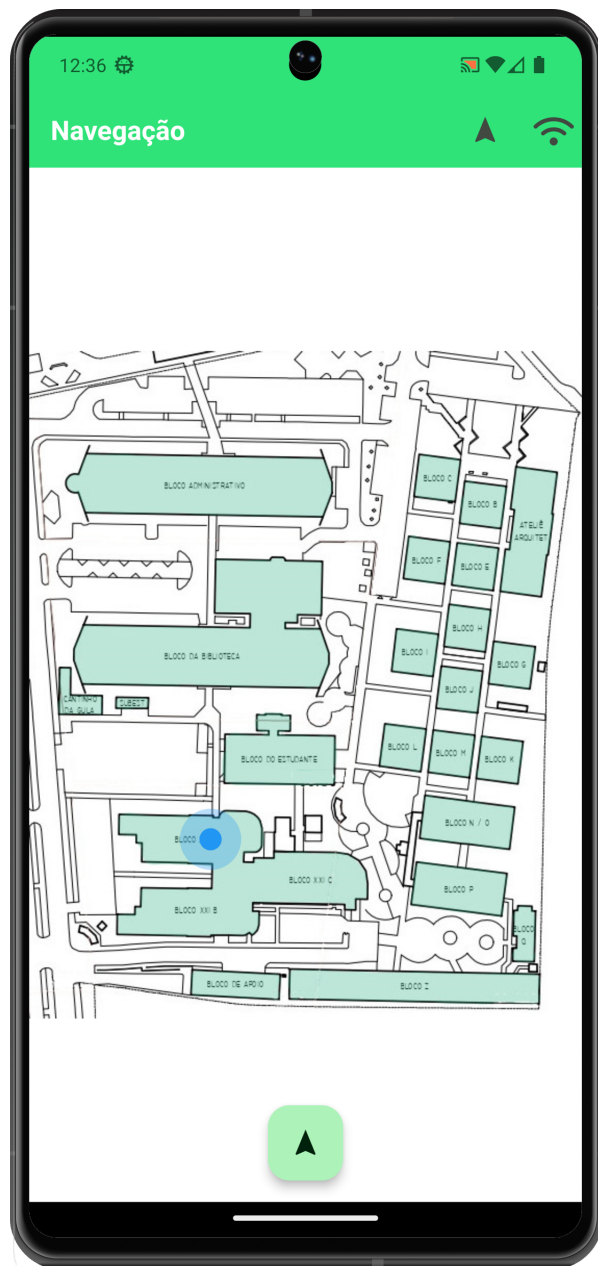 12:36
Navegação
BLOCO ADMINISTRATIVO
BLOCO C
BLOCO B
ATELIÊ
ARQUITET
BLOCO F
BLOCO E
BLOCO H
BLOCO I
BLOCO G
BLOCO DA BIBLIOTECA
BLOCO J
CANTINHO
DA GULA
SUBEST
BLOCO L
BLOCO M
BLOCO K
BLOCO DO ESTUDANTE
BLOCO N / O
BLOCO
BLOCO XXI C
BLOCO P
BLOCO XXI B
BLOCO
Q
BLOCO DE APOIO
BLOCO Z